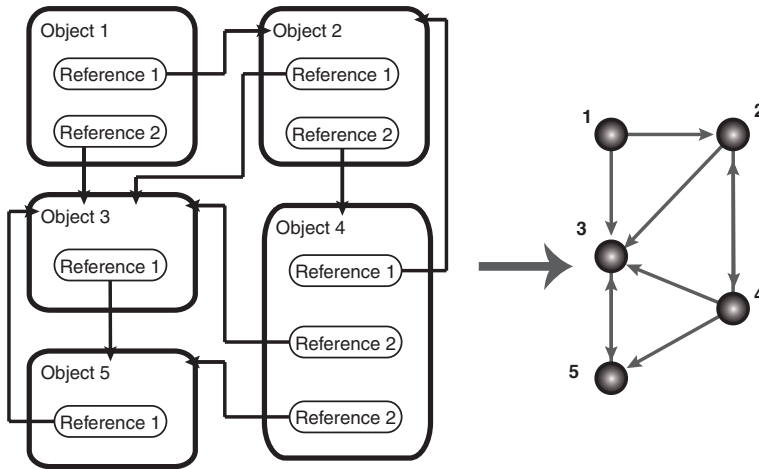 Object 1
Reference 1
Reference 2
Object 2
Reference 1
Reference 2
Object 3
Reference 1
Object 4
Reference 1
Reference 2
Reference 2
Object 5
Reference 1
1
2
3
4
5